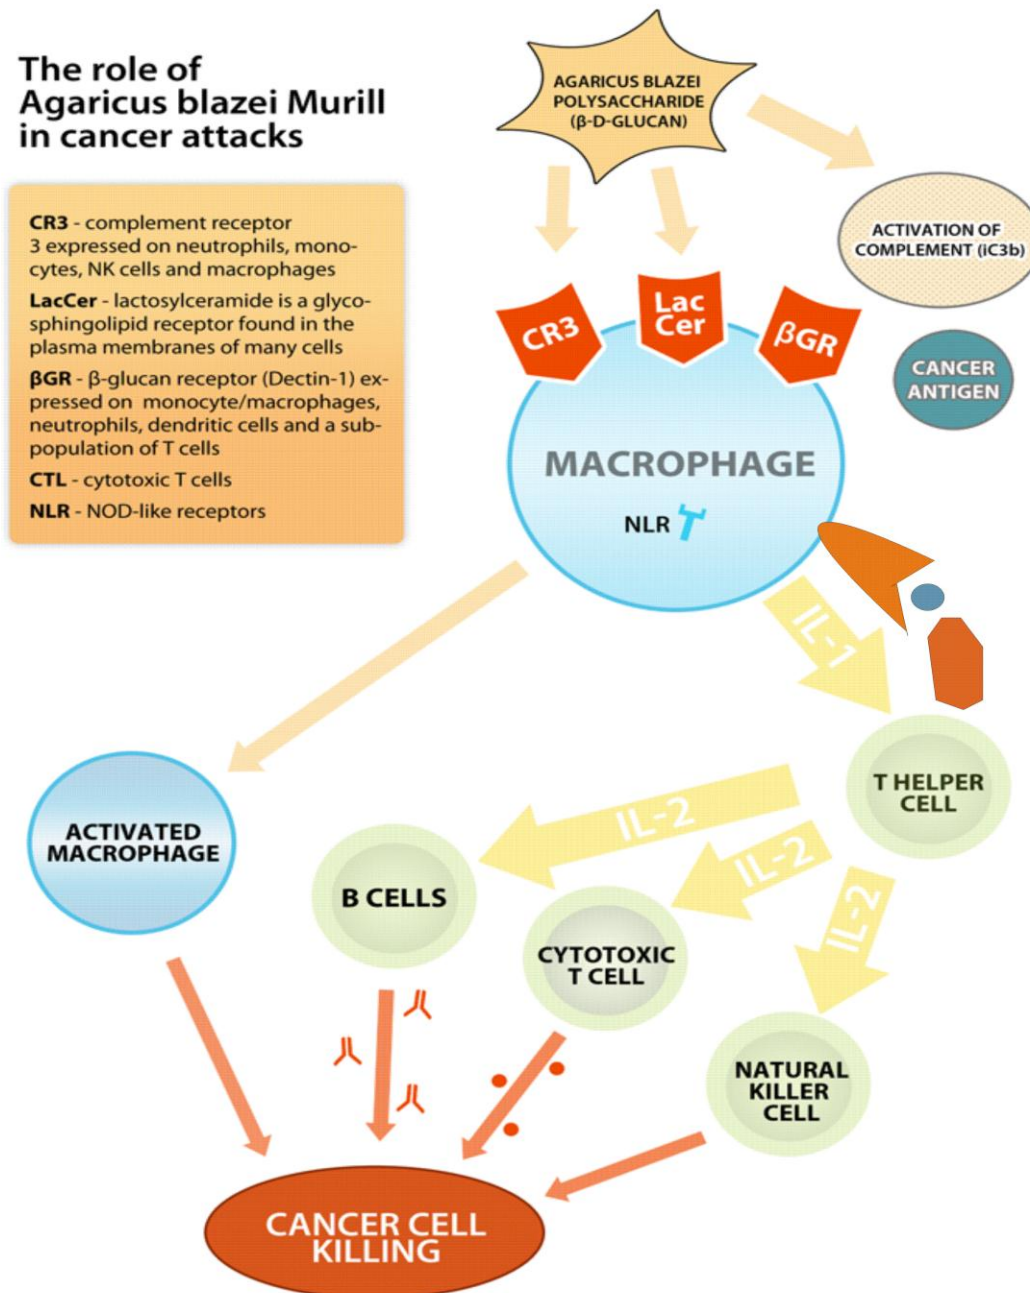 The role of
Agaricus blazei Murill
in cancer attacks
CR3 - complement receptor
3 expressed on neutrophils, mono-
cytes, NK cells and macrophages
LacCer - lactosylceramide is a glyco-
sphingolipid receptor found in the
plasma membranes of many cells
βGR - β-glucan receptor (Dectin-1) ex-
pressed on monocyte/macrophages,
neutrophils, dendritic cells and a sub-
population of T cells
CTL - cytotoxic T cells
NLR - NOD-like receptors
AGARICUS BLAZEI
POLYSACCHARIDE
(β-D-GLUCAN)
ACTIVATION OF
COMPLEMENT (iC3b)
CR3
Lac
Cer
βGR
CANCER
ANTIGEN
MACROPHAGE
NLR
IL-1
T HELPER
CELL
ACTIVATED
MACROPHAGE
IL-2
IL-2
IL-2
B CELLS
CYTOTOXIC
T CELL
NATURAL
KILLER
CELL
CANCER CELL
KILLING